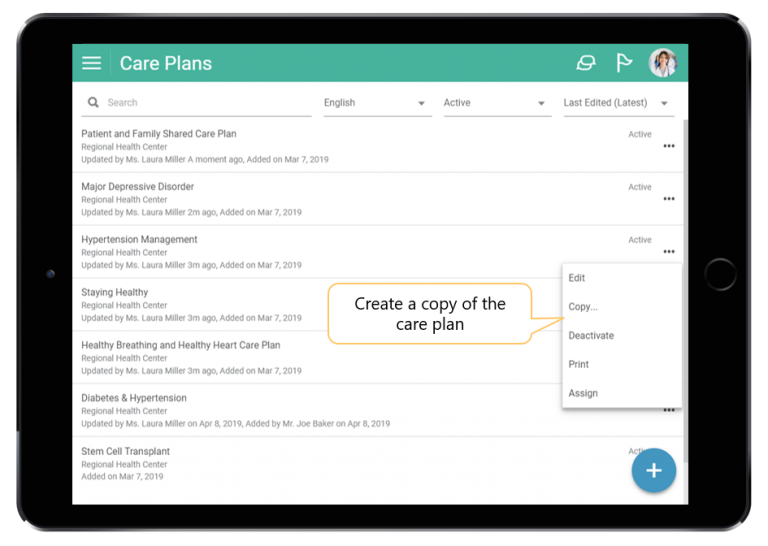 Care Plans
Search
English
Active
Last Edited (Latest)
Patient and Family Shared Care Plan
Active
Regional Health Center
Updated by Ms. Laura Miller A moment ago, Added on Mar 7, 2019
Major Depressive Disorder
Active
Regional Health Center
Updated by Ms. Laura Miller 2m ago, Added on Mar 7, 2019
Hypertension Management
Active
Regional Health Center
Updated by Ms. Laura Miller 3m ago, Added on Mar 7, 2019
Edit
Copy...
Deactivate
Print
Assign
Create a copy of the
care plan
Staying Healthy
Regional Health Center
Updated by Ms. Laura Miller 3m ago, Added on Mar 7, 2019
Healthy Breathing and Healthy Heart Care Plan
Regional Health Center
Updated by Ms. Laura Miller 3m ago, Added on Mar 7, 2019
Diabetes & Hypertension
Regional Health Center
Updated by Ms. Laura Miller on Apr 8, 2019, Added by Mr. Joe Baker on Apr 8, 2019
Stem Cell Transplant
Regional Health Center
Added on Mar 7, 2019